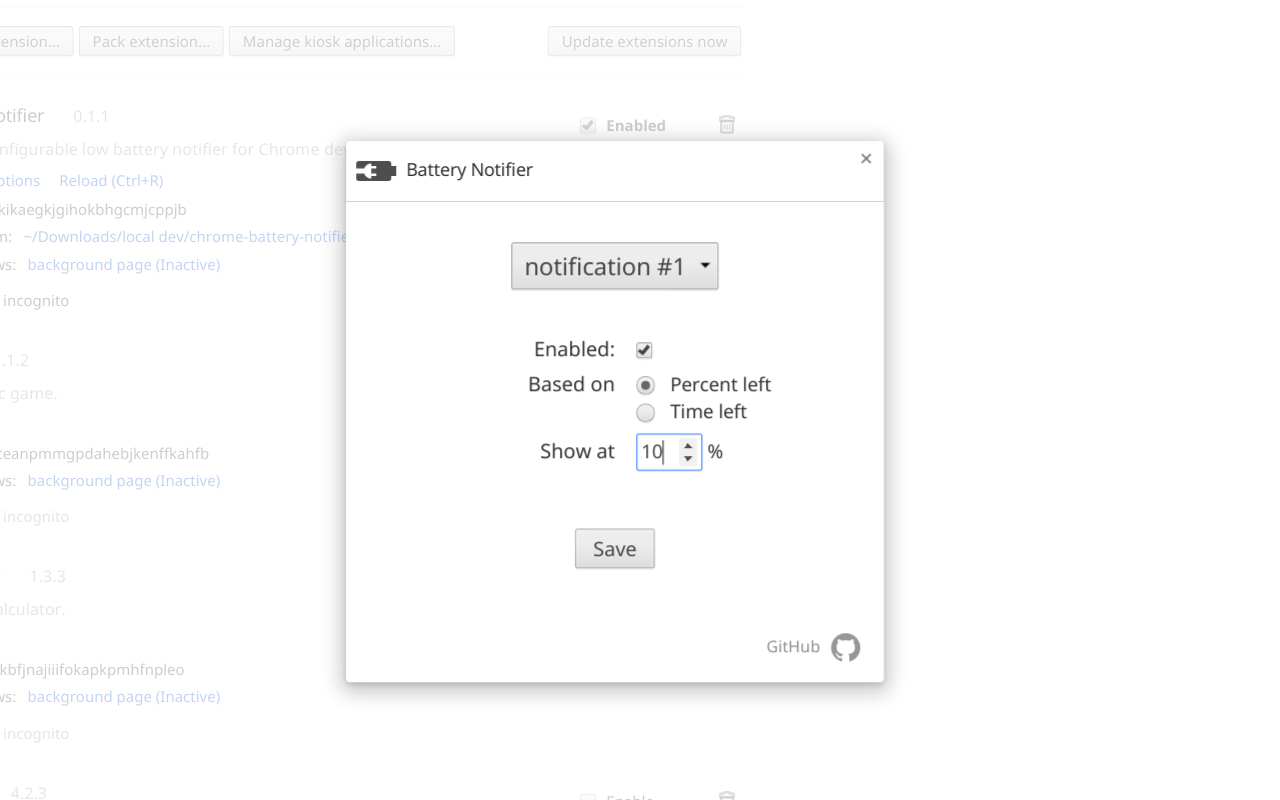 ension... Pack extension... Manage kiosk applications... Update extensions now
otifier 0.1.1 Enabled
nfigurable low battery notifier for Chrome dev
ptions Reload (Ctrl+R)
kikaegkjgihokbhgcmjcppjb
m: ~/Downloads/local dev/chrome-battery-notifie
ws: background page (Inactive)
incognito
.1.2
c game.
ceanpmmgpdahebjkenffkahfb
ws: background page (Inactive)
incognito
1.3.3
alculator.
kbfjnajiiifokapkpmhfnpleo
ws: background page (Inactive)
incognito
4.2.3 Enable
Battery Notifier ×
notification #1
Enabled:
Based on Percent left
Time left
Show at 10 %
Save
GitHub